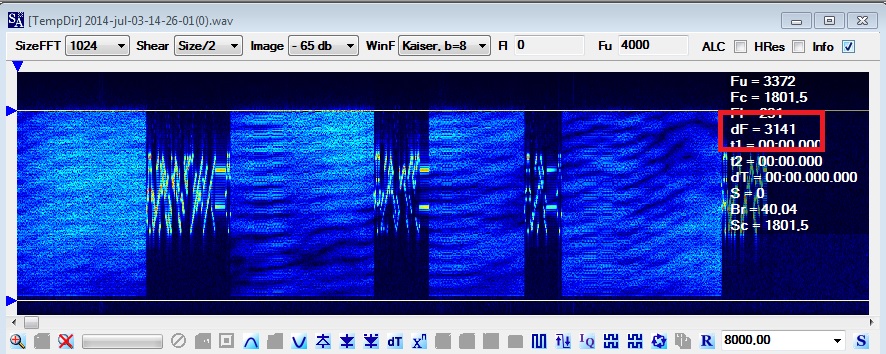 SA [TempDir] 2014-jul-03-14-26-01(0).wav
SizeFFT 1024 Shear Size/2 Image - 65 db WinF Kaiser, b=8 Fl 0 Fu 4000 ALC HRes Info
Fu = 3372
Fc = 1801,5
Fl = 231
dF = 3141
t1 = 00:00.000
t2 = 00:00.000
dT = 00:00.000.000
S = 0
Br = 40.04
Sc = 1801,5
dT xⁿ IQ R 8000,00 S